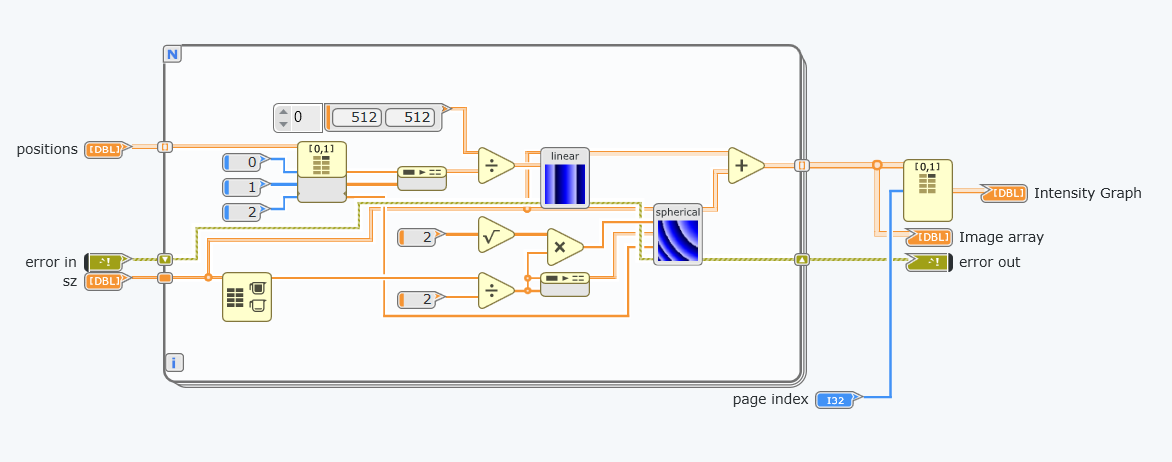 N
0
512
512
[0,1]
linear
positions
[DBL]
[]
0
1
2
÷
+
[]
[0,1]
[DBL]
Intensity Graph
spherical
2
√
×
[DBL]
Image array
error in
!
!
error out
sz
[DBL]
2
÷
i
page index
I32